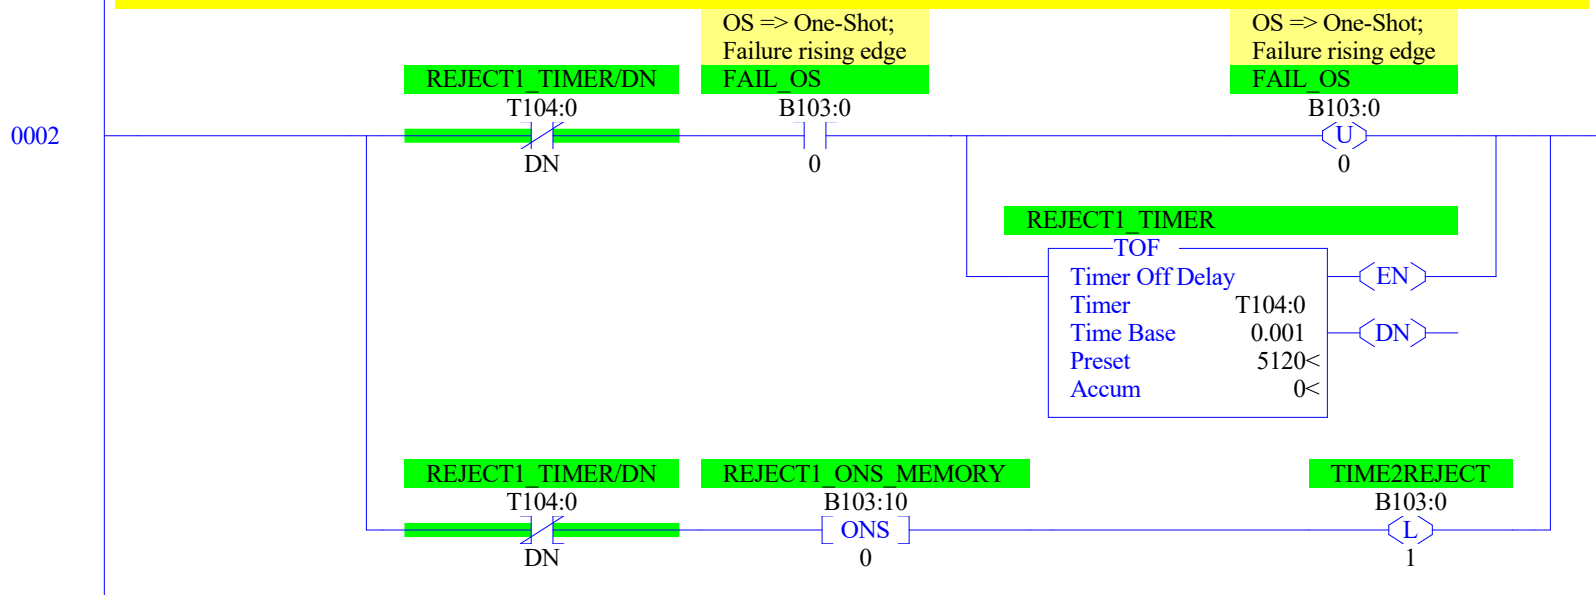 OS => One-Shot;
Failure rising edge
OS => One-Shot;
Failure rising edge
REJECT1_TIMER/DN
FAIL_OS
FAIL_OS
T104:0
B103:0
B103:0
0002
U
DN
0
0
REJECT1_TIMER
TOF
Timer Off Delay
EN
Timer T104:0
Time Base 0.001
DN
Preset 5120<
Accum 0<
REJECT1_TIMER/DN
REJECT1_ONS_MEMORY
TIME2REJECT
T104:0
B103:10
B103:0
ONS
L
DN
0
1